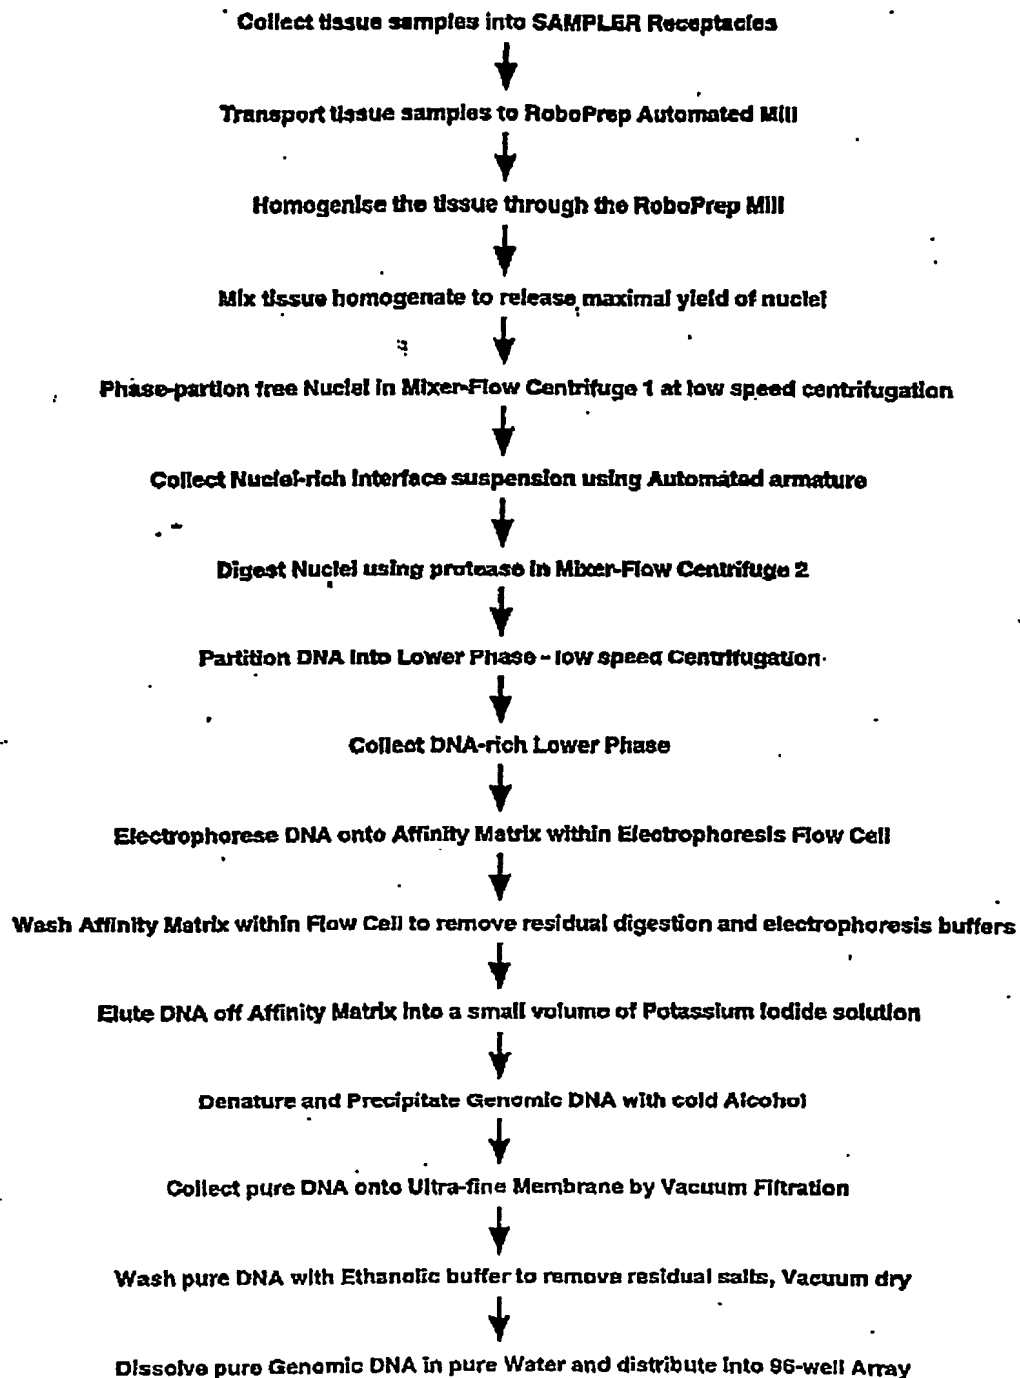 Collect tissue samples into SAMPLER Receptacles
Transport tissue samples to RoboPrep Automated Mill
Homogenise the tissue through the RoboPrep Mill
Mix tissue homogenate to release maximal yield of nuclei
Phase-partion free Nuclei in Mixer-Flow Centrifuge 1 at low speed centrifugation
Collect Nuclei-rich Interface suspension using Automated armature
Digest Nuclei using protease in Mixer-Flow Centrifuge 2
Partition DNA into Lower Phase - low speed Centrifugation
Collect DNA-rich Lower Phase
Electrophorese DNA onto Affinity Matrix within Electrophoresis Flow Cell
Wash Affinity Matrix within Flow Cell to remove residual digestion and electrophoresis buffers
Elute DNA off Affinity Matrix into a small volume of Potassium Iodide solution
Denature and Precipitate Genomic DNA with cold Alcohol
Collect pure DNA onto Ultra-fine Membrane by Vacuum Filtration
Wash pure DNA with Ethanolic buffer to remove residual salts, Vacuum dry
Dissolve pure Genomic DNA in pure Water and distribute into 96-well Array